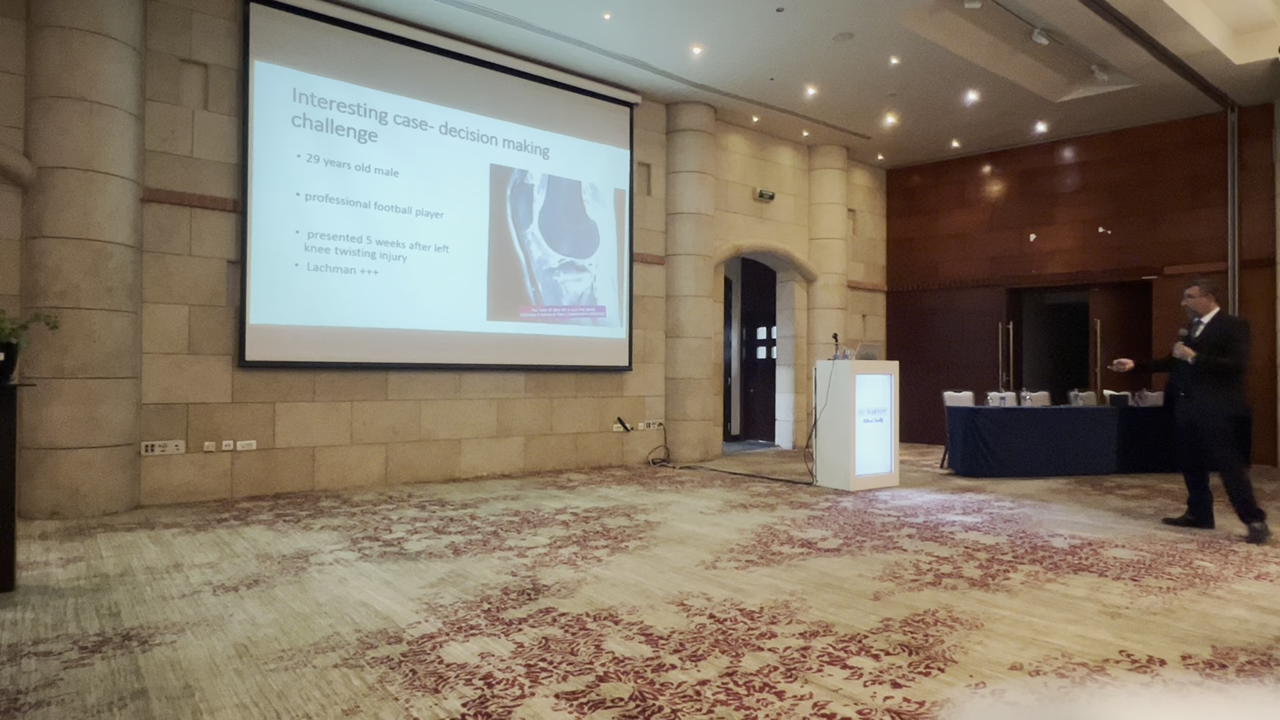 Interesting case- decision making
challenge
• 29 years old male
• professional football player
• presented 5 weeks after left
knee twisting injury
• Lachman +++